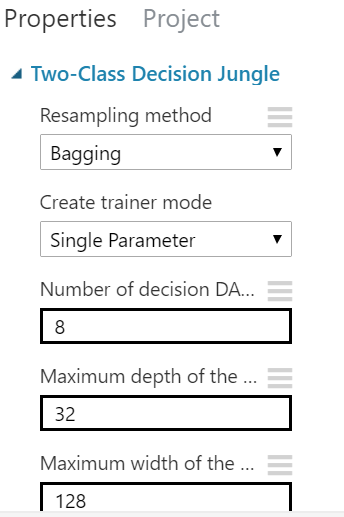 Properties Project
Two-Class Decision Jungle
Resampling method
Bagging
Create trainer mode
Single Parameter
Number of decision DA...
8
Maximum depth of the ...
32
Maximum width of the ...
128